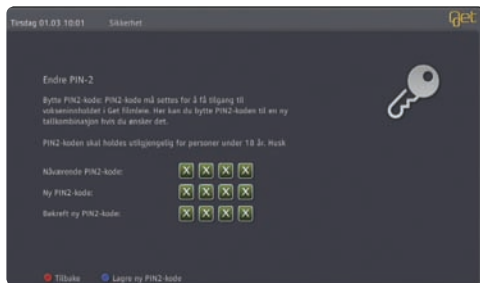 Tirsdag 01.03 10:01 Sikkerhet Get
Endre PIN-2
Bytte PIN2-kode: PIN2-kode må settes for å få tilgang til
vokseninnholdet i Get filmleie. Her kan du bytte PIN2-koden til en ny
tallkombinasjon hvis du ønsker det.
PIN2-koden skal holdes utilgjengelig for personer under 18 år. Husk
Nåværende PIN2-kode: X X X X
Ny PIN2-kode: X X X X
Bekreft ny PIN2-kode: X X X X
Tilbake Lagre ny PIN2-kode